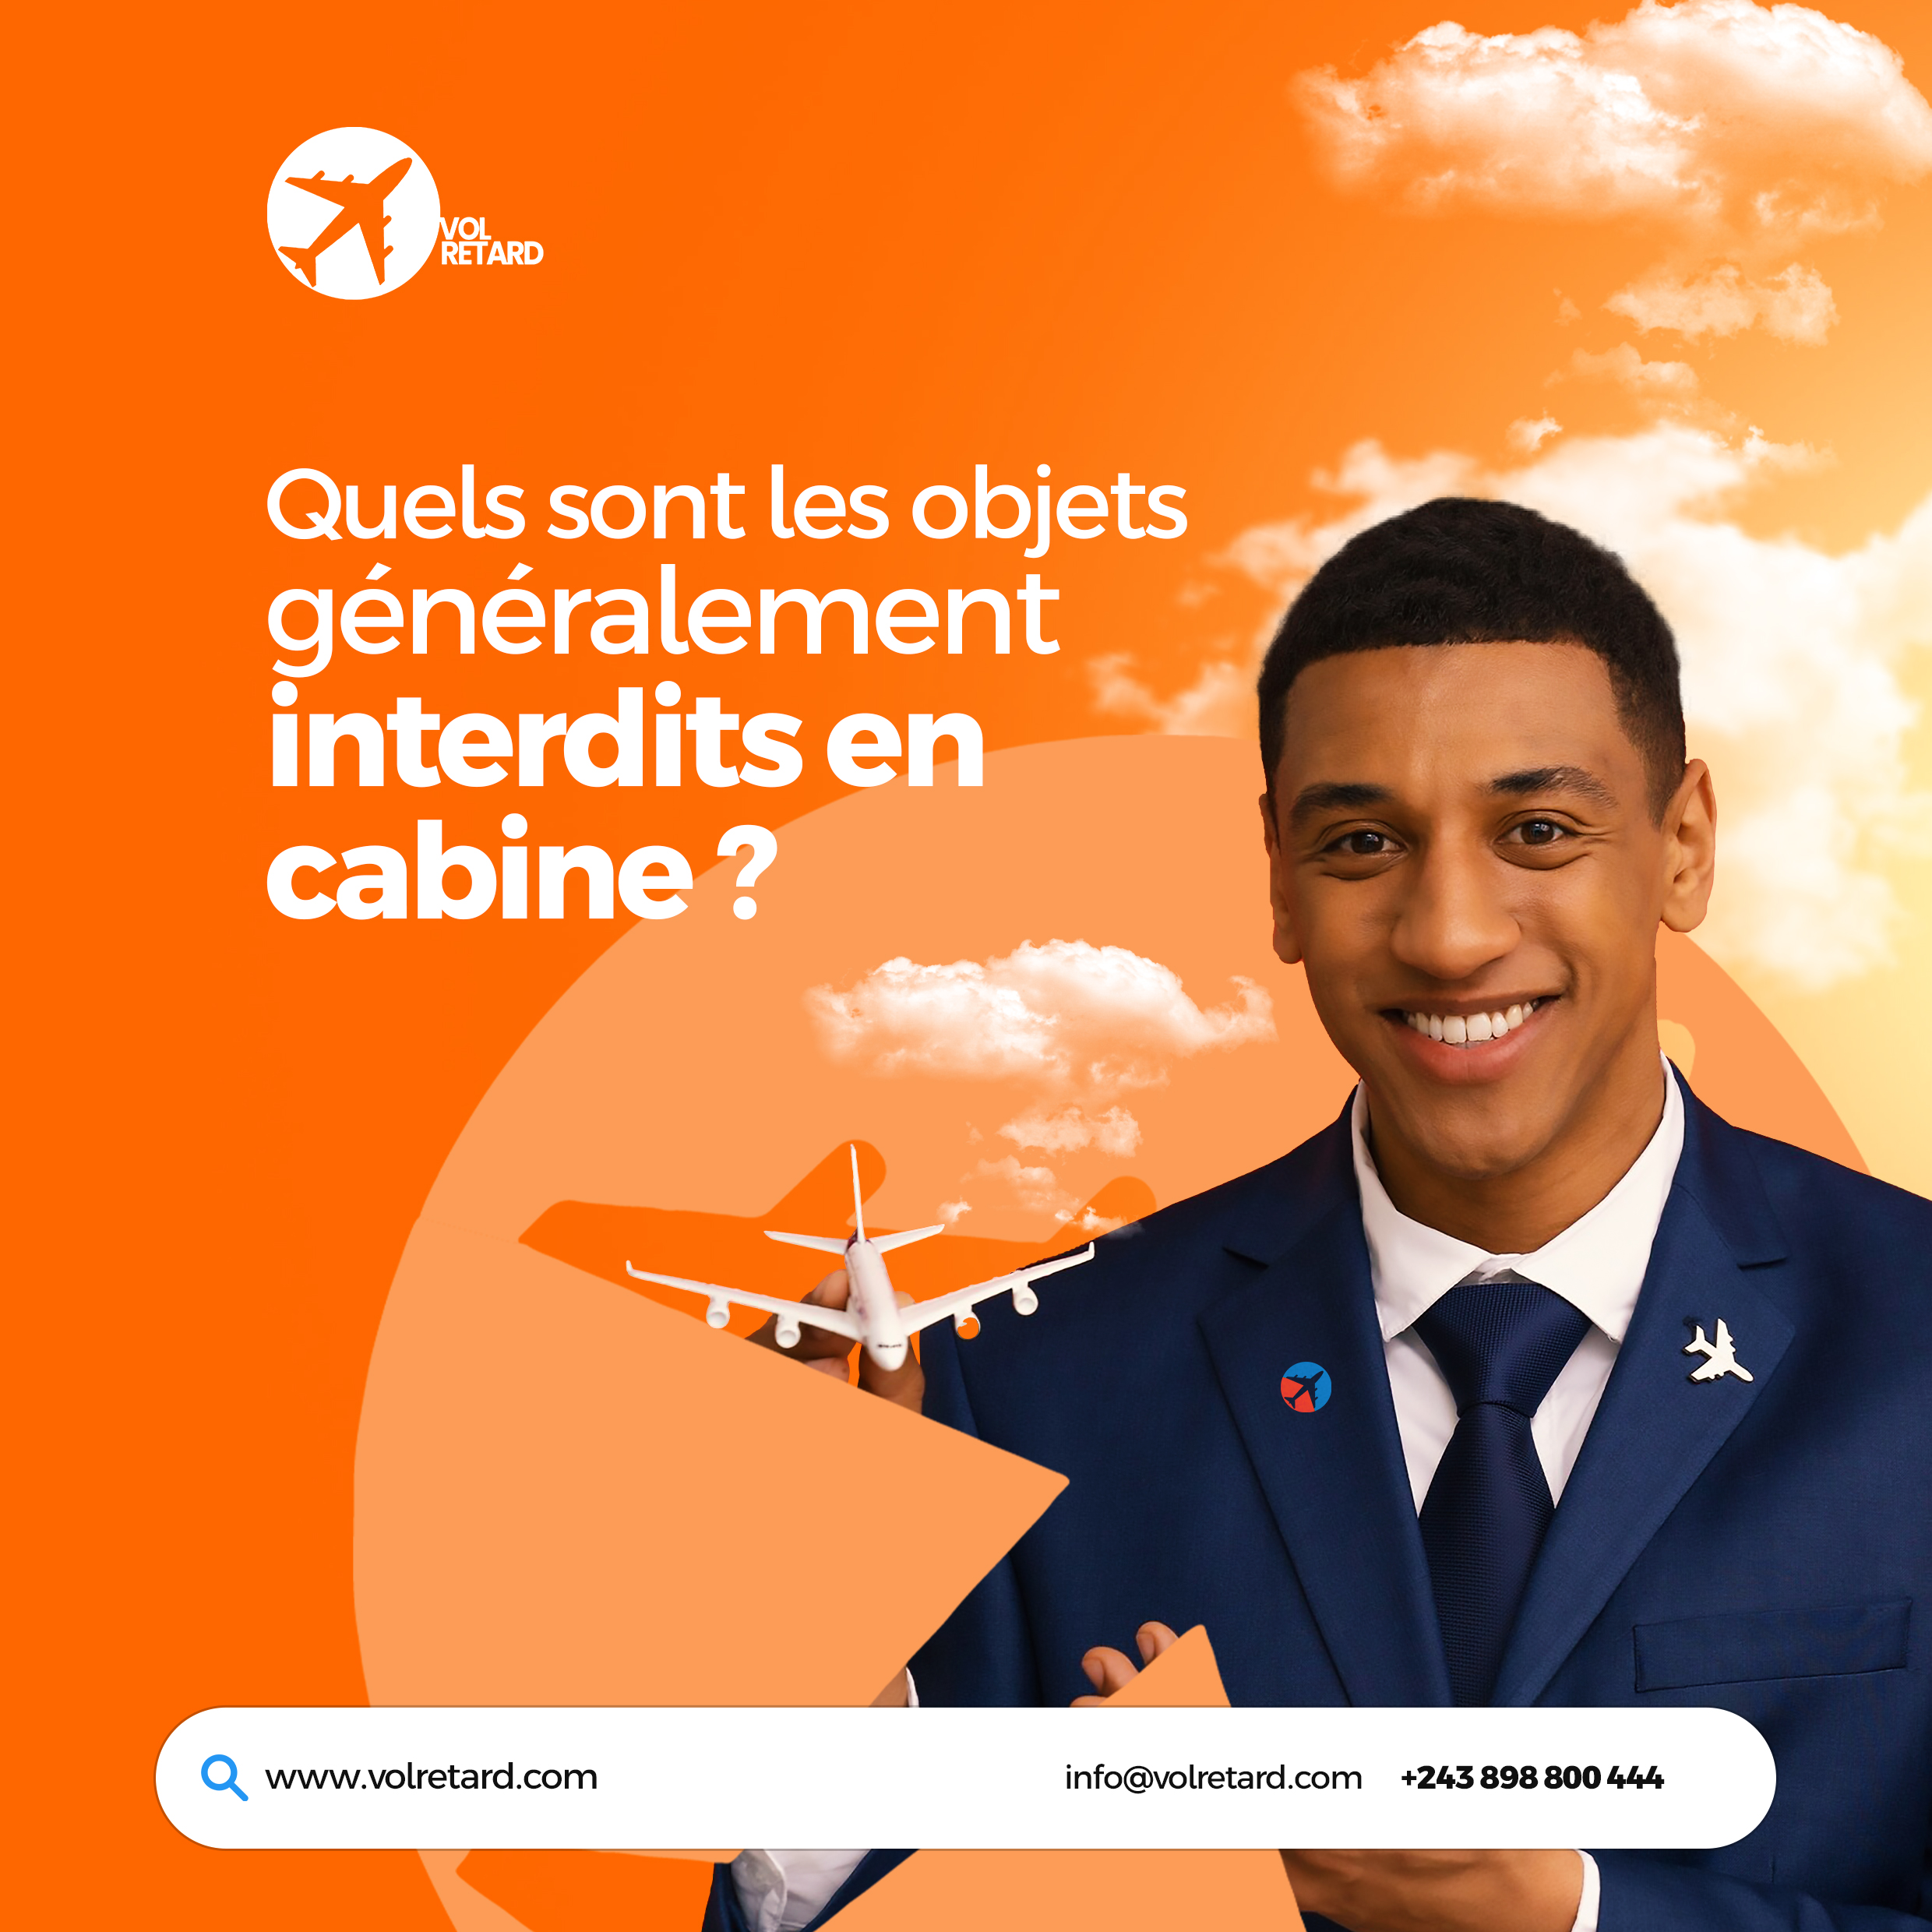 VOL
RETARD
Quels sont les objets
généralement
interdits en
cabine ?
www.volretard.com
info@volretard.com
+243 898 800 444